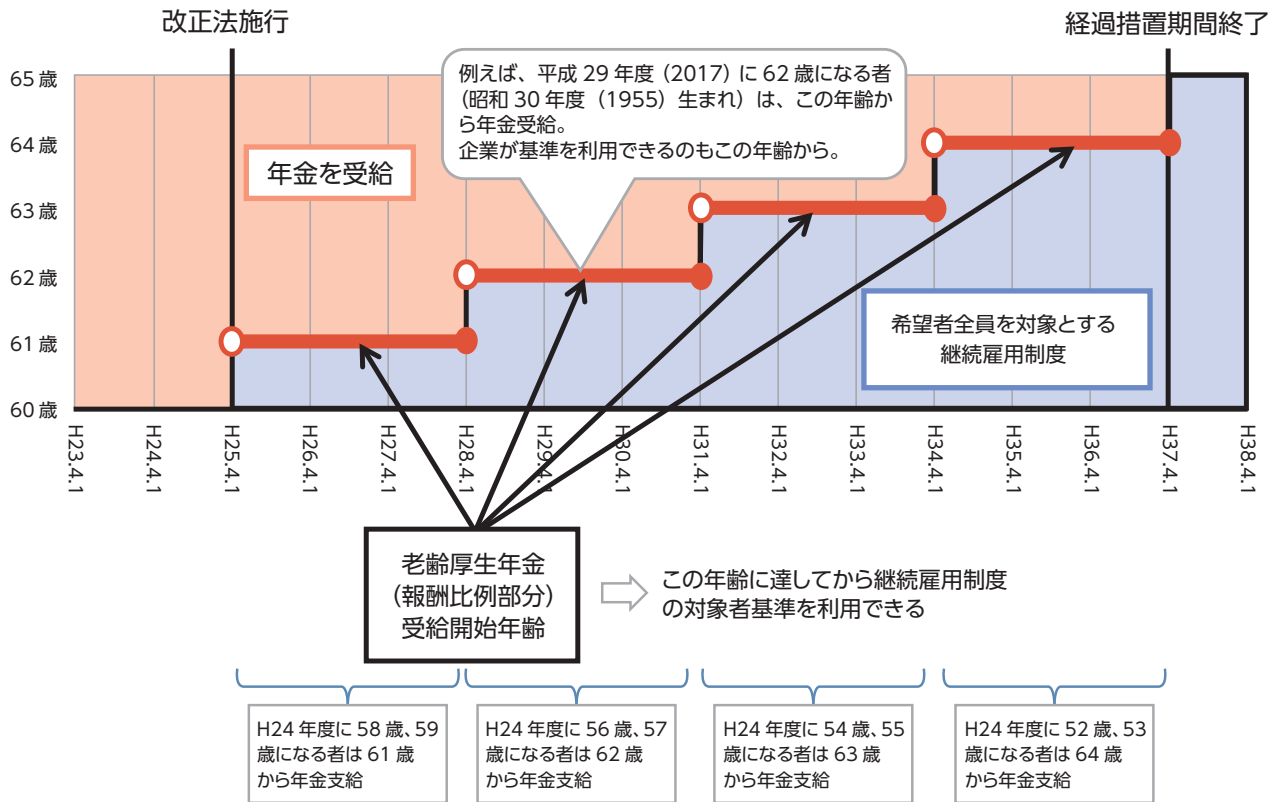 改正法施行
経過措置期間終了
65歳
64歳
63歳
62歳
61歳
60歳
例えば、平成 29 年度（2017）に 62 歳になる者
（昭和 30 年度（1955）生まれ）は、この年齢か
ら年金受給。
企業が基準を利用できるのもこの年齢から。
年金を受給
希望者全員を対象とする
継続雇用制度
H23.4.1
H24.4.1
H25.4.1
H26.4.1
H27.4.1
H28.4.1
H29.4.1
H30.4.1
H31.4.1
H32.4.1
H33.4.1
H34.4.1
H35.4.1
H36.4.1
H37.4.1
H38.4.1
老齢厚生年金
（報酬比例部分）
受給開始年齢
この年齢に達してから継続雇用制度
の対象者基準を利用できる
H24 年度に 58 歳、59
歳になる者は 61 歳
から年金支給
H24 年度に 56 歳、57
歳になる者は 62 歳
から年金支給
H24 年度に 54 歳、55
歳になる者は 63 歳
から年金支給
H24 年度に 52 歳、53
歳になる者は 64 歳
から年金支給